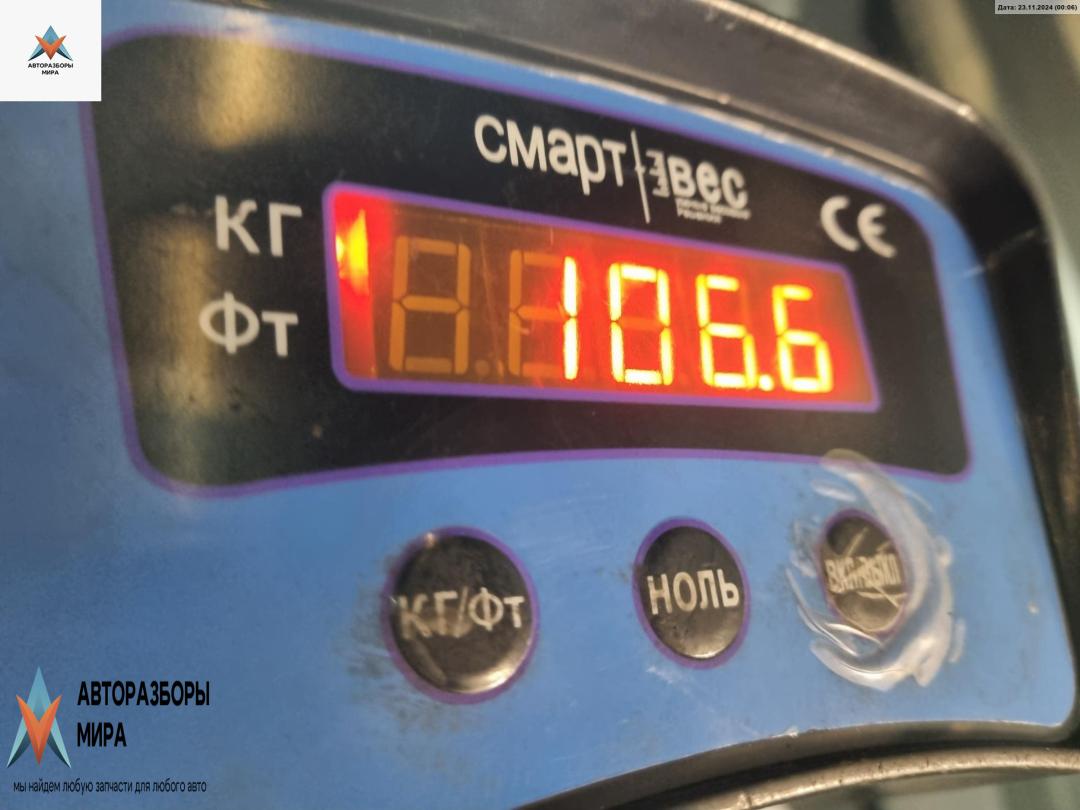 Дата: 23.11.2024 (00:06)
АВТОРАЗБОРЫ
МИРА
смарт вес
КГ
CE
ФТ
106.6
КГ/ФТ
НОЛЬ
АВТОРАЗБОРЫ
МИРА
мы найдем любую запчасти для любого авто